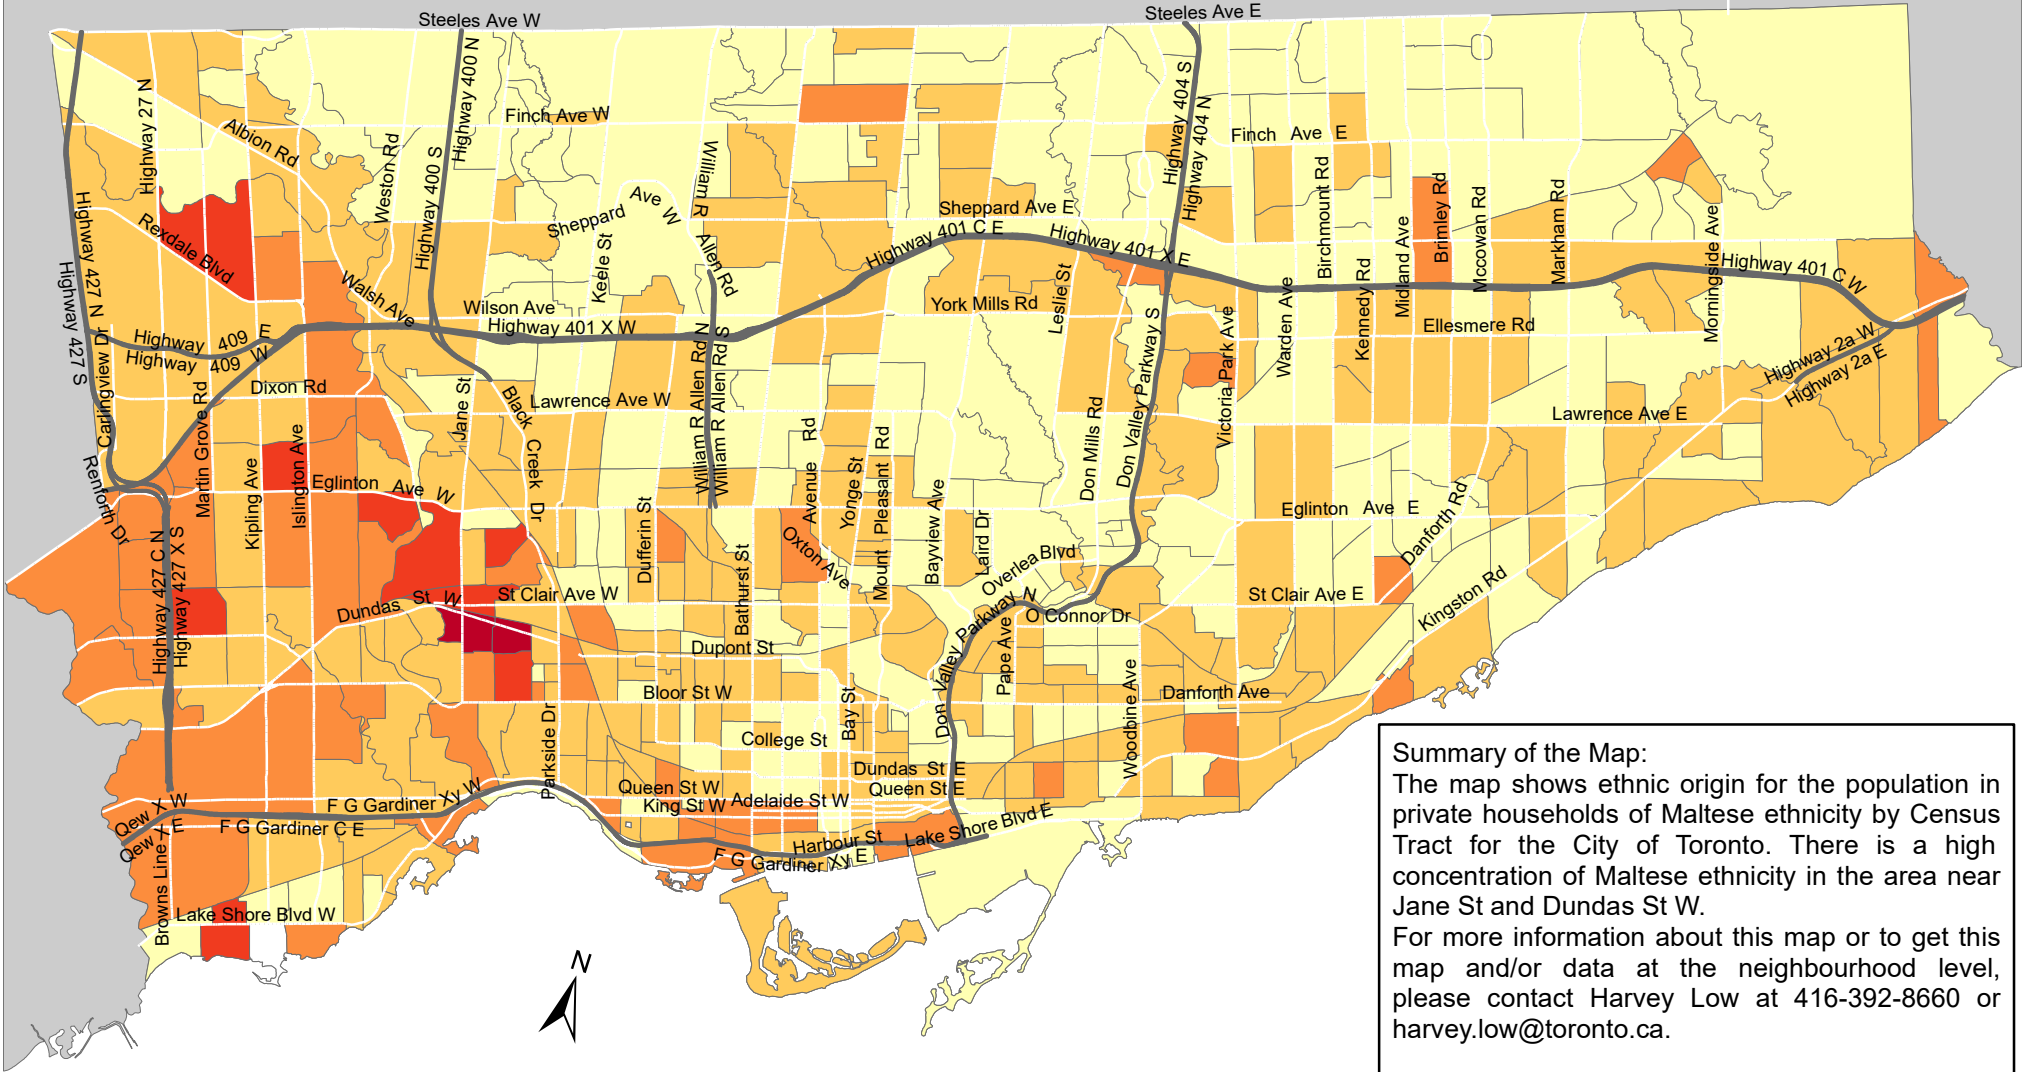 Steeles Ave W
Steeles Ave E
Highway 400 N
Highway 404 S
Highway 27 N
Finch Ave W
Highway 404 N
Albion Rd
Finch Ave E
Weston Rd
Highway 400 S
William R
Allen Rd
Birchmount Rd
Brimley Rd
Mccowan Rd
Markham Rd
Highway 427 N
Sheppard Ave W
Sheppard Ave E
Rexdale Blvd
Keele St
Highway 401 C E
Highway 401 X E
Midland Ave
Morningside Ave
Highway 401 C W
Highway 427 S
Walsh Ave
Wilson Ave
York Mills Rd
Leslie St
Warden Ave
Kennedy Rd
Ellesmere Rd
Highway 409 E
Highway 409 W
Highway 401 X W
Carlingview Dr
Victoria Park Ave
Highway 2a W
Highway 2a E
Dixon Rd
Martin Grove Rd
Jane St
Black Creek Dr
Lawrence Ave W
William R Allen Rd N
William R Allen Rd S
Don Valley Parkway S
Lawrence Ave E
Renforth Dr
Kipling Ave
Islington Ave
Eglinton Ave W
Avenue Rd
Yonge St
Mount Pleasant Rd
Bayview Ave
Don Mills Rd
Eglinton Ave E
Danforth Rd
Highway 427 C N
Highway 427 X S
Dufferin St
Oxton Ave
Laird Dr
Overlea Blvd
Dundas St W
St Clair Ave W
Bathurst St
Don Valley Parkway N
O Connor Dr
St Clair Ave E
Kingston Rd
Dupont St
Pape Ave
Bloor St W
Bay St
Woodbine Ave
Danforth Ave
Parkside Dr
College St
Dundas St E
Queen St W
Queen St E
King St W
Adelaide St W
Qew X W
Qew X E
F G Gardiner Xy W
F G Gardiner C E
Harbour St
Lake Shore Blvd E
F G Gardiner Xy E
Browns Line
Lake Shore Blvd W
N
Summary of the Map:
The map shows ethnic origin for the population in
private households of Maltese ethnicity by Census
Tract for the City of Toronto. There is a high
concentration of Maltese ethnicity in the area near
Jane St and Dundas St W.
For more information about this map or to get this
map and/or data at the neighbourhood level,
please contact Harvey Low at 416-392-8660 or
harvey.low@toronto.ca.